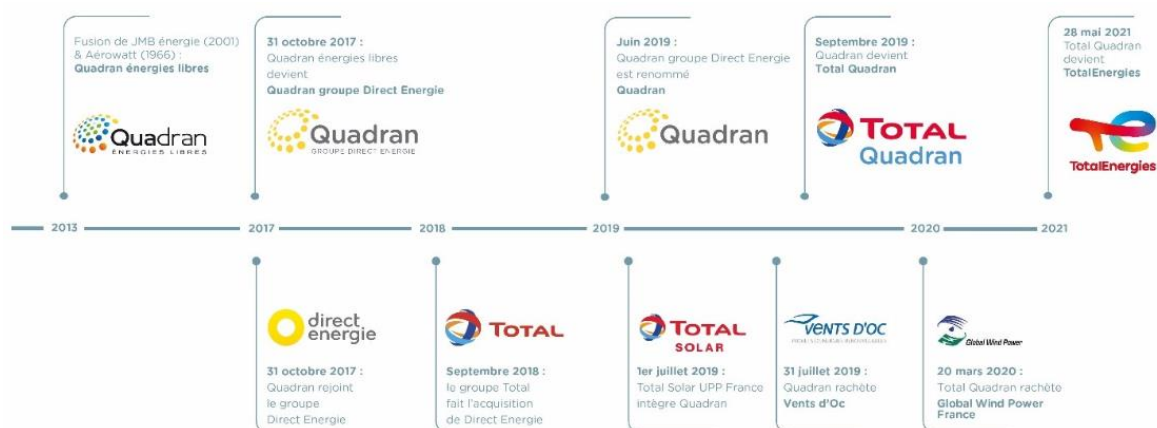 Fusion de JMB énergie (2001)
& Aérowatt (1966) :
Quadran énergies libres
Quadran
ÉNERGIES LIBRES
31 octobre 2017 :
Quadran énergies libres
devient
Quadran groupe Direct Energie
Quadran
GROUPE DIRECT ENERGIE
Juin 2019 :
Quadran groupe Direct Energie
est renommé
Quadran
Quadran
Septembre 2019 :
Quadran devient
Total Quadran
TOTAL
Quadran
28 mai 2021
Total Quadran
devient
TotalEnergies
TotalEnergies
2013
2017
2018
2019
2020
2021
direct
energie
31 octobre 2017 :
Quadran rejoint
le groupe
Direct Energie
TOTAL
Septembre 2018 :
le groupe Total
fait l'acquisition
de Direct Energie
TOTAL
SOLAR
1er juillet 2019 :
Total Solar UPP France
intègre Quadran
VENTS D'OC
31 juillet 2019 :
Quadran rachète
Vents d'Oc
Global Wind Power
20 mars 2020 :
Total Quadran rachète
Global Wind Power
France